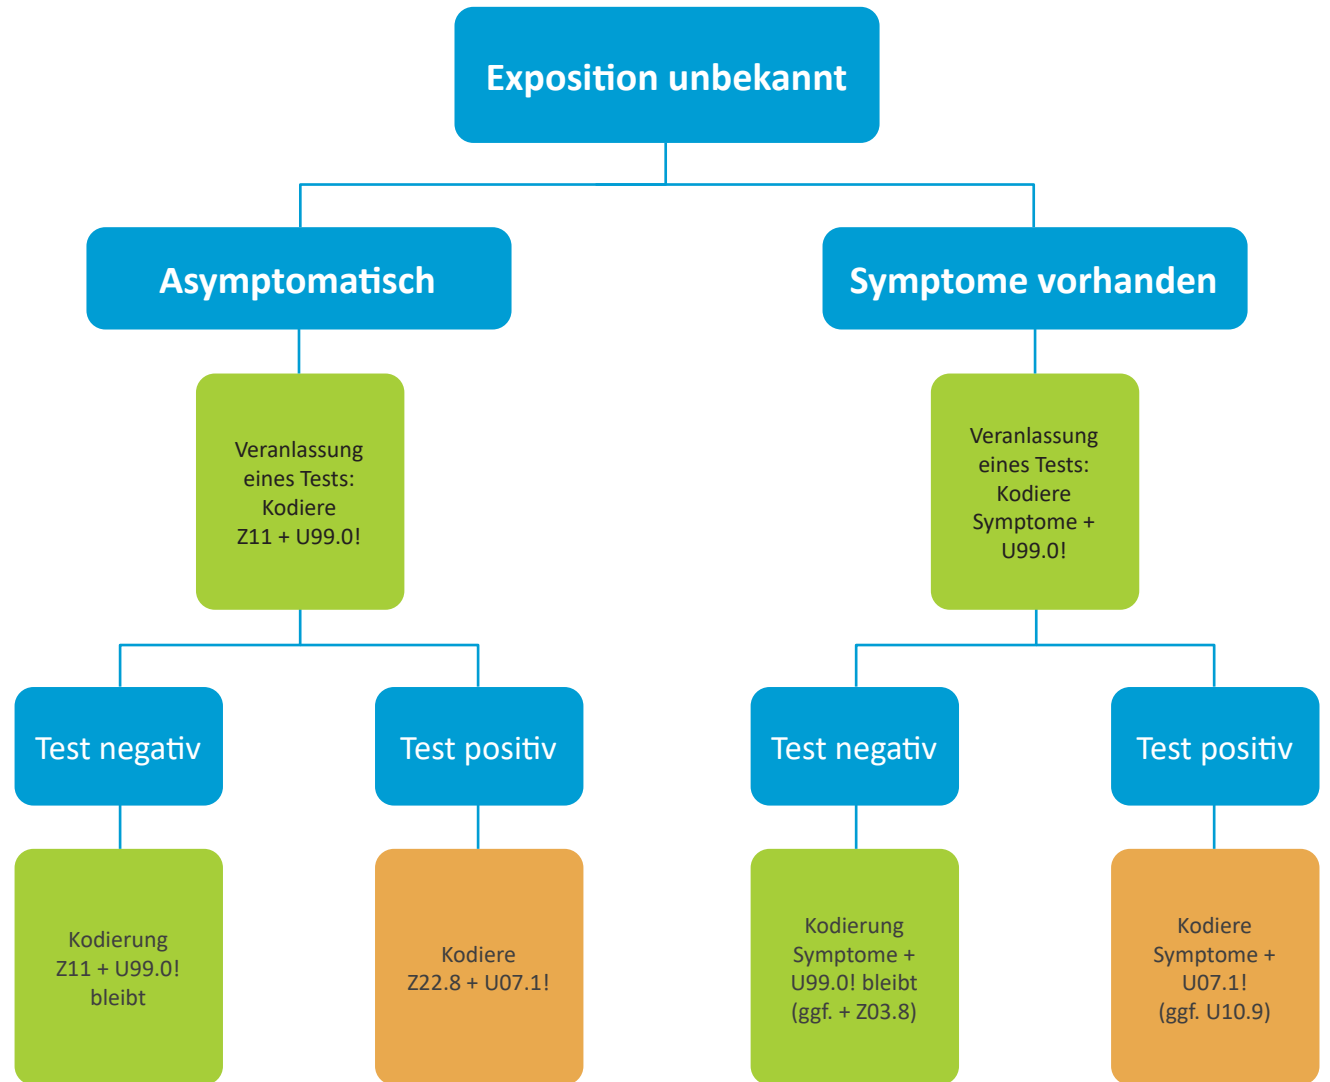 Exposition unbekannt
Asymptomatisch
Symptome vorhanden
Veranlassung
eines Tests:
Kodiere
Z11 + U99.0!
Veranlassung
eines Tests:
Kodiere
Symptome +
U99.0!
Test negativ
Test positiv
Test negativ
Test positiv
Kodierung
Z11 + U99.0!
bleibt
Kodiere
Z22.8 + U07.1!
Kodierung
Symptome +
U99.0! bleibt
(ggf. + Z03.8)
Kodiere
Symptome +
U07.1!
(ggf. U10.9)